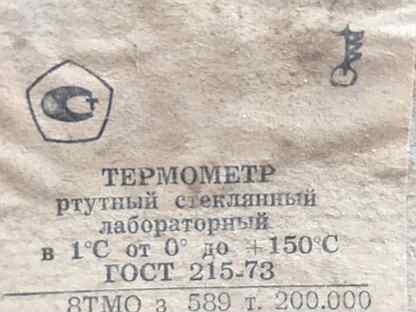 ТЕРМОМЕТР
ртутный стеклянный
лабораторный
в 1°С от 0° до +150°С
ГОСТ 215-73
8ТМО з 589 т. 200.000